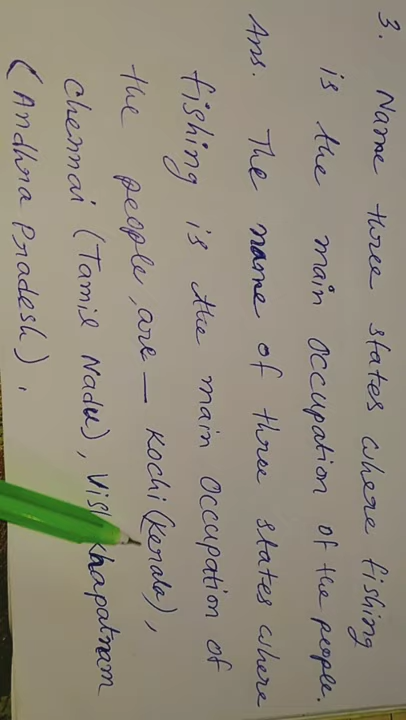 3. Name three states where fishing
is the main occupation of the people.
Ans. The name of three states where
fishing is the main occupation of
the people, are – Kochi (Kerala),
Chennai (Tamil Nadu), Vishakhapatnam
(Andhra Pradesh).